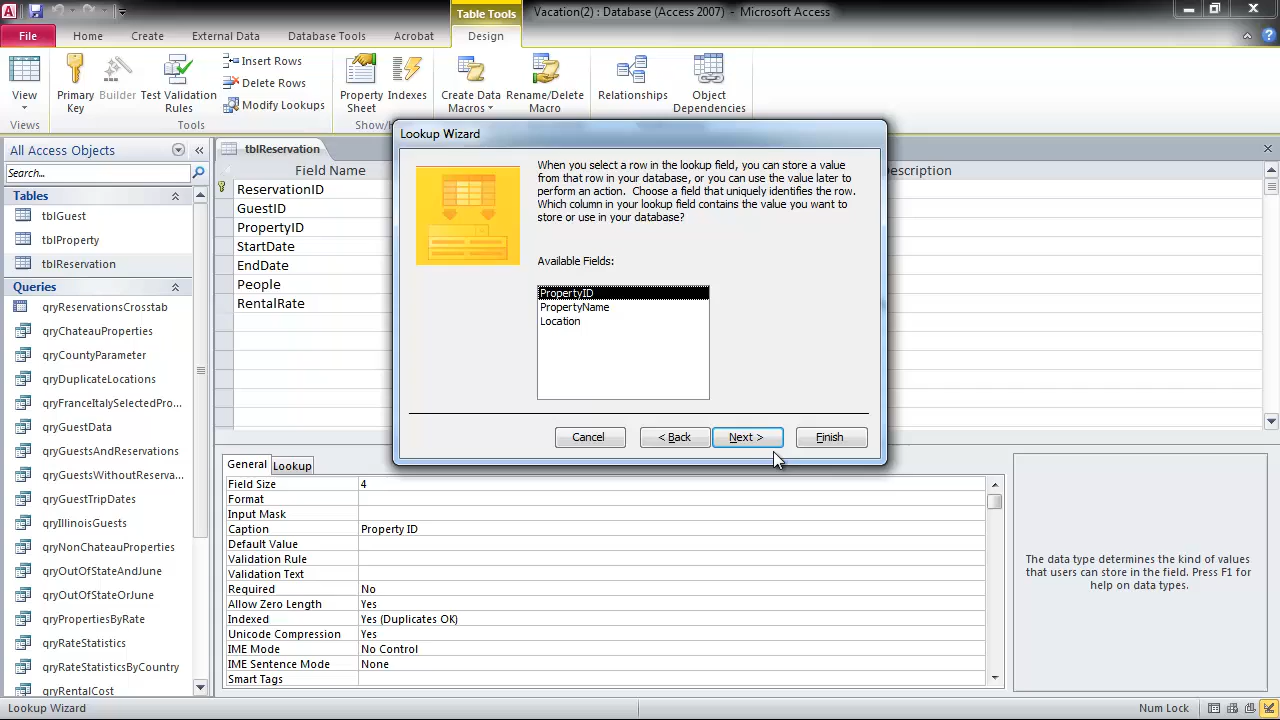 Table Tools
Vacation(2) : Database (Access 2007) - Microsoft Access
File
Home
Create
External Data
Database Tools
Acrobat
Design
View
Primary Key
Builder
Test Validation Rules
Insert Rows
Delete Rows
Modify Lookups
Property Sheet
Indexes
Create Data Macros
Rename/Delete Macro
Relationships
Object Dependencies
Views
Tools
Show/H
All Access Objects
Search...
Tables
tblGuest
tblProperty
tblReservation
Queries
qryReservationsCrosstab
qryChateauProperties
qryCountyParameter
qryDuplicateLocations
qryFranceItalySelectedPro...
qryGuestData
qryGuestsAndReservations
qryGuestsWithoutReserva...
qryGuestTripDates
qryIllinoisGuests
qryNonChateauProperties
qryOutOfStateAndJune
qryOutOfStateOrJune
qryPropertiesByRate
qryRateStatistics
qryRateStatisticsByCountry
qryRentalCost
tblReservation
Field Name
escription
ReservationID
GuestID
PropertyID
StartDate
EndDate
People
RentalRate
Lookup Wizard
When you select a row in the lookup field, you can store a value
from that row in your database, or you can use the value later to
perform an action. Choose a field that uniquely identifies the row.
Which column in your lookup field contains the value you want to
store or use in your database?
Available Fields:
PropertyID
PropertyName
Location
Cancel
< Back
Next >
Finish
General
Lookup
Field Size 4
Format
Input Mask
Caption Property ID
Default Value
Validation Rule
Validation Text
Required No
Allow Zero Length Yes
Indexed Yes (Duplicates OK)
Unicode Compression Yes
IME Mode No Control
IME Sentence Mode None
Smart Tags
The data type determines the kind of values
that users can store in the field. Press F1 for
help on data types.
Lookup Wizard
Num Lock